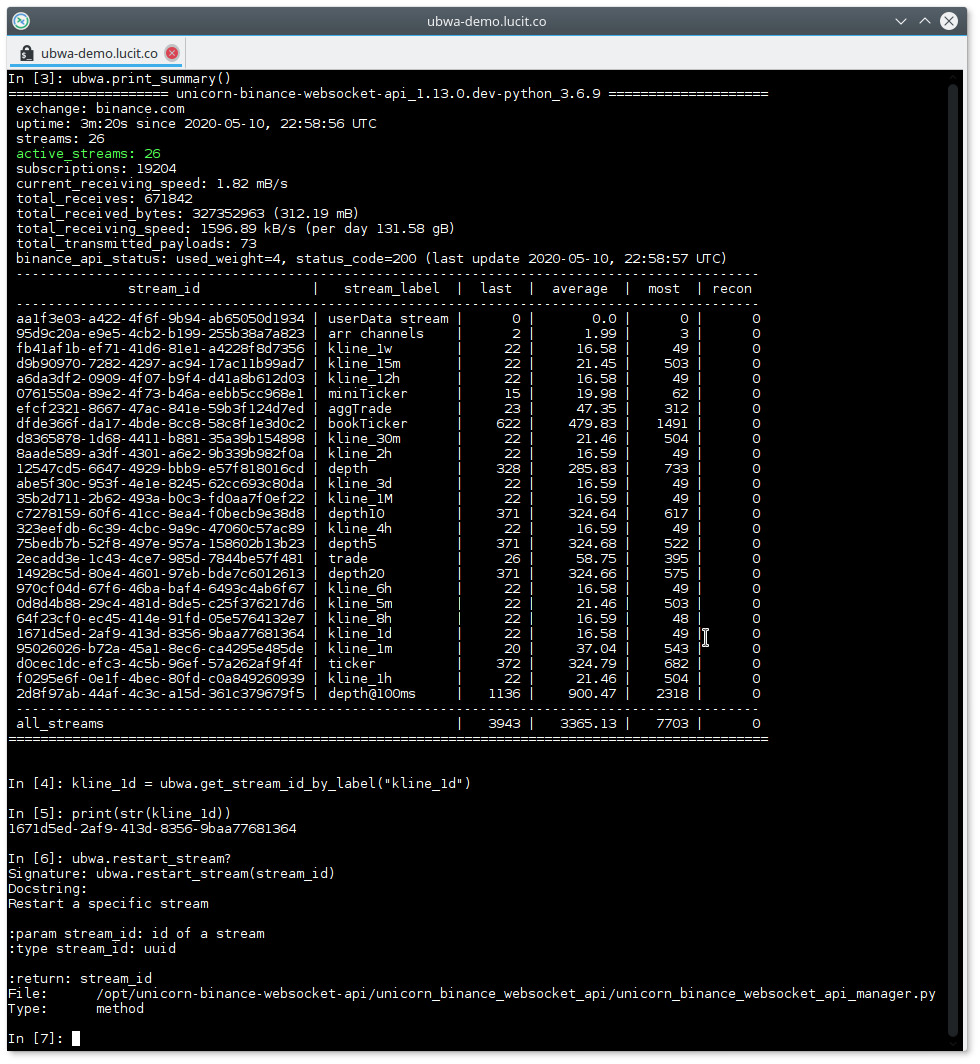 ubwa-demo.lucit.co
ubwa-demo.lucit.co
In [3]: ubwa.print_summary()
==================== unicorn-binance-websocket-api_1.13.0.dev-python_3.6.9 ====================
exchange: binance.com
uptime: 3m:20s since 2020-05-10, 22:58:56 UTC
streams: 26
active_streams: 26
subscriptions: 19204
current_receiving_speed: 1.82 mB/s
total_receives: 671842
total_received_bytes: 327352963 (312.19 mB)
total_receiving_speed: 1596.89 kB/s (per day 131.58 gB)
total_transmitted_payloads: 73
binance_api_status: used_weight=4, status_code=200 (last update 2020-05-10, 22:58:57 UTC)
---------------------------------------------------------------------------------------------
stream_id | stream_label | last | average | most | recon
---------------------------------------------------------------------------------------------
aa1f3e03-a422-4f6f-9b94-ab65050d1934 | userData stream | 0 | 0.0 | 0 | 0
95d9c20a-e9e5-4cb2-b199-255b38a7a823 | arr channels | 2 | 1.99 | 3 | 0
fb41af1b-ef71-41d6-81e1-a4228f8d7356 | kline_1w | 22 | 16.58 | 49 | 0
d9b90970-7282-4297-ac94-17ac11b99ad7 | kline_15m | 22 | 21.45 | 503 | 0
a6da3df2-0909-4f07-b9f4-d41a8b612d03 | kline_12h | 22 | 16.58 | 49 | 0
0761550a-89e2-4f73-b46a-eebb5cc968e1 | miniTicker | 15 | 19.98 | 62 | 0
efcf2321-8667-47ac-841e-59b3f124d7ed | aggTrade | 23 | 47.35 | 312 | 0
dfde366f-da17-4bde-8cc8-58c8f1e3d0c2 | bookTicker | 622 | 479.83 | 1491 | 0
d8365878-1d68-4411-b881-35a39b154898 | kline_30m | 22 | 21.46 | 504 | 0
8aade589-a3df-4301-a6e2-9b339b982f0a | kline_2h | 22 | 16.59 | 49 | 0
12547cd5-6647-4929-bbb9-e57f818016cd | depth | 328 | 285.83 | 733 | 0
abe5f30c-953f-4e1e-8245-62cc693c80da | kline_3d | 22 | 16.59 | 49 | 0
35b2d711-2b62-493a-b0c3-fd0aa7f0ef22 | kline_1M | 22 | 16.59 | 49 | 0
c7278159-60f6-41cc-8ea4-f0becb9e38d8 | depth10 | 371 | 324.64 | 617 | 0
323eefdb-6c39-4cbc-9a9c-47060c57ac89 | kline_4h | 22 | 16.59 | 49 | 0
75bedb7b-52f8-497e-957a-158602b13b23 | depth5 | 371 | 324.68 | 522 | 0
2ecadd3e-1c43-4ce7-985d-7844be57f481 | trade | 26 | 58.75 | 395 | 0
14928c5d-80e4-4601-97eb-bde7c6012613 | depth20 | 371 | 324.66 | 575 | 0
970cf04d-67f6-46ba-baf4-6493c4ab6f67 | kline_6h | 22 | 16.58 | 49 | 0
0d8d4b88-29c4-481d-8de5-c25f376217d6 | kline_5m | 22 | 21.46 | 503 | 0
64f23cf0-ec45-414e-91fd-05e5764132e7 | kline_8h | 22 | 16.59 | 48 | 0
1671d5ed-2af9-413d-8356-9baa77681364 | kline_1d | 22 | 16.58 | 49 | 0
95026026-b72a-45a1-8ec6-ca4295e485de | kline_1m | 20 | 37.04 | 543 | 0
d0cec1dc-efc3-4c5b-96ef-57a262af9f4f | ticker | 372 | 324.79 | 682 | 0
f0295e6f-0e1f-4bec-80fd-c0a849260939 | kline_1h | 22 | 21.46 | 504 | 0
2d8f97ab-44af-4c3c-a15d-361c379679f5 | depth@100ms | 1136 | 900.47 | 2318 | 0
---------------------------------------------------------------------------------------------
all_streams | 3943 | 3365.13 | 7703 | 0
===============================================================================================
In [4]: kline_1d = ubwa.get_stream_id_by_label("kline_1d")
In [5]: print(str(kline_1d))
1671d5ed-2af9-413d-8356-9baa77681364
In [6]: ubwa.restart_stream?
Signature: ubwa.restart_stream(stream_id)
Docstring:
Restart a specific stream
:param stream_id: id of a stream
:type stream_id: uuid
:return: stream_id
File: /opt/unicorn-binance-websocket-api/unicorn_binance_websocket_api/unicorn_binance_websocket_api_manager.py
Type: method
In [7]: